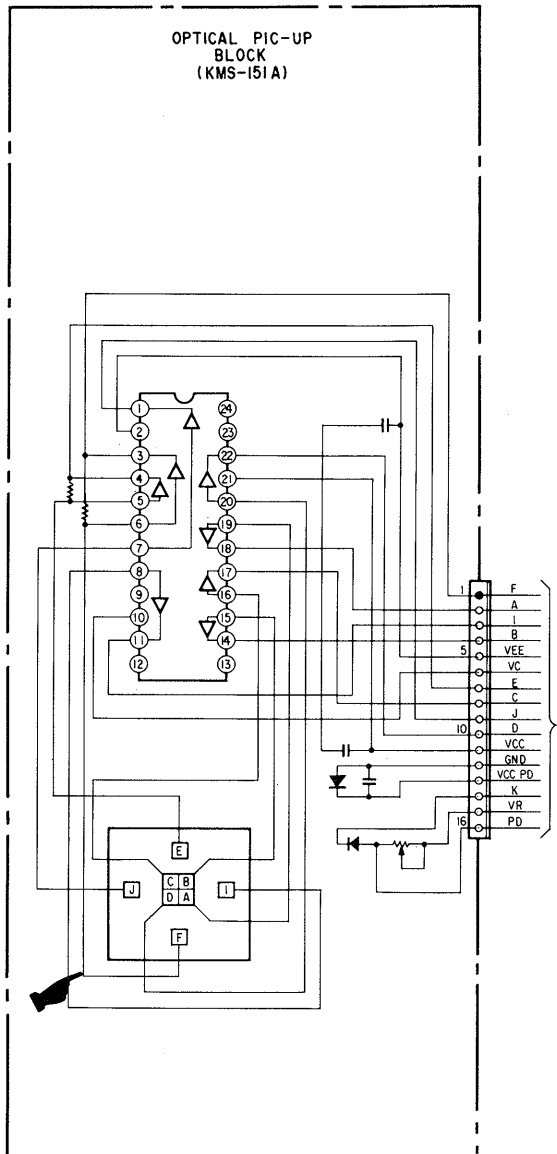 OPTICAL PIC-UP
BLOCK
(KMS-151A)
1 24
2 23
3 22
4 21
5 20
6 19
7 18
8 17
9 16
10 15
11 14
12 13
1 F
A
I
B
5 VEE
VC
E
C
J
10 D
VCC
GND
VCC PD
K
VR
16 PD
E
C B
J I
D A
F